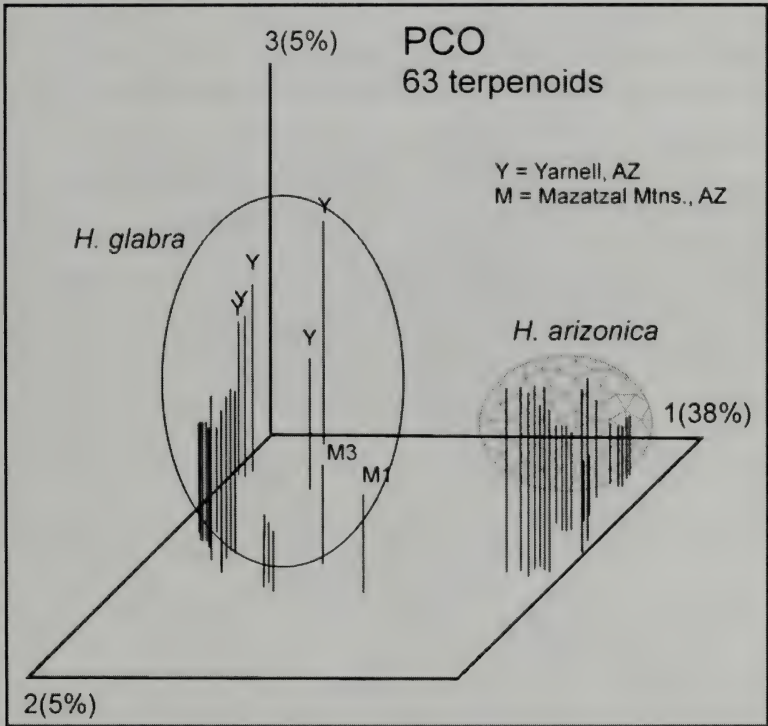 3(5%)
PCO
63 terpenoids
Y = Yarnell, AZ
M = Mazatzal Mtns., AZ
Y
H. glabra
Y
Y
Y
Y
H. arizonica
1(38%)
M3
M1
2(5%)